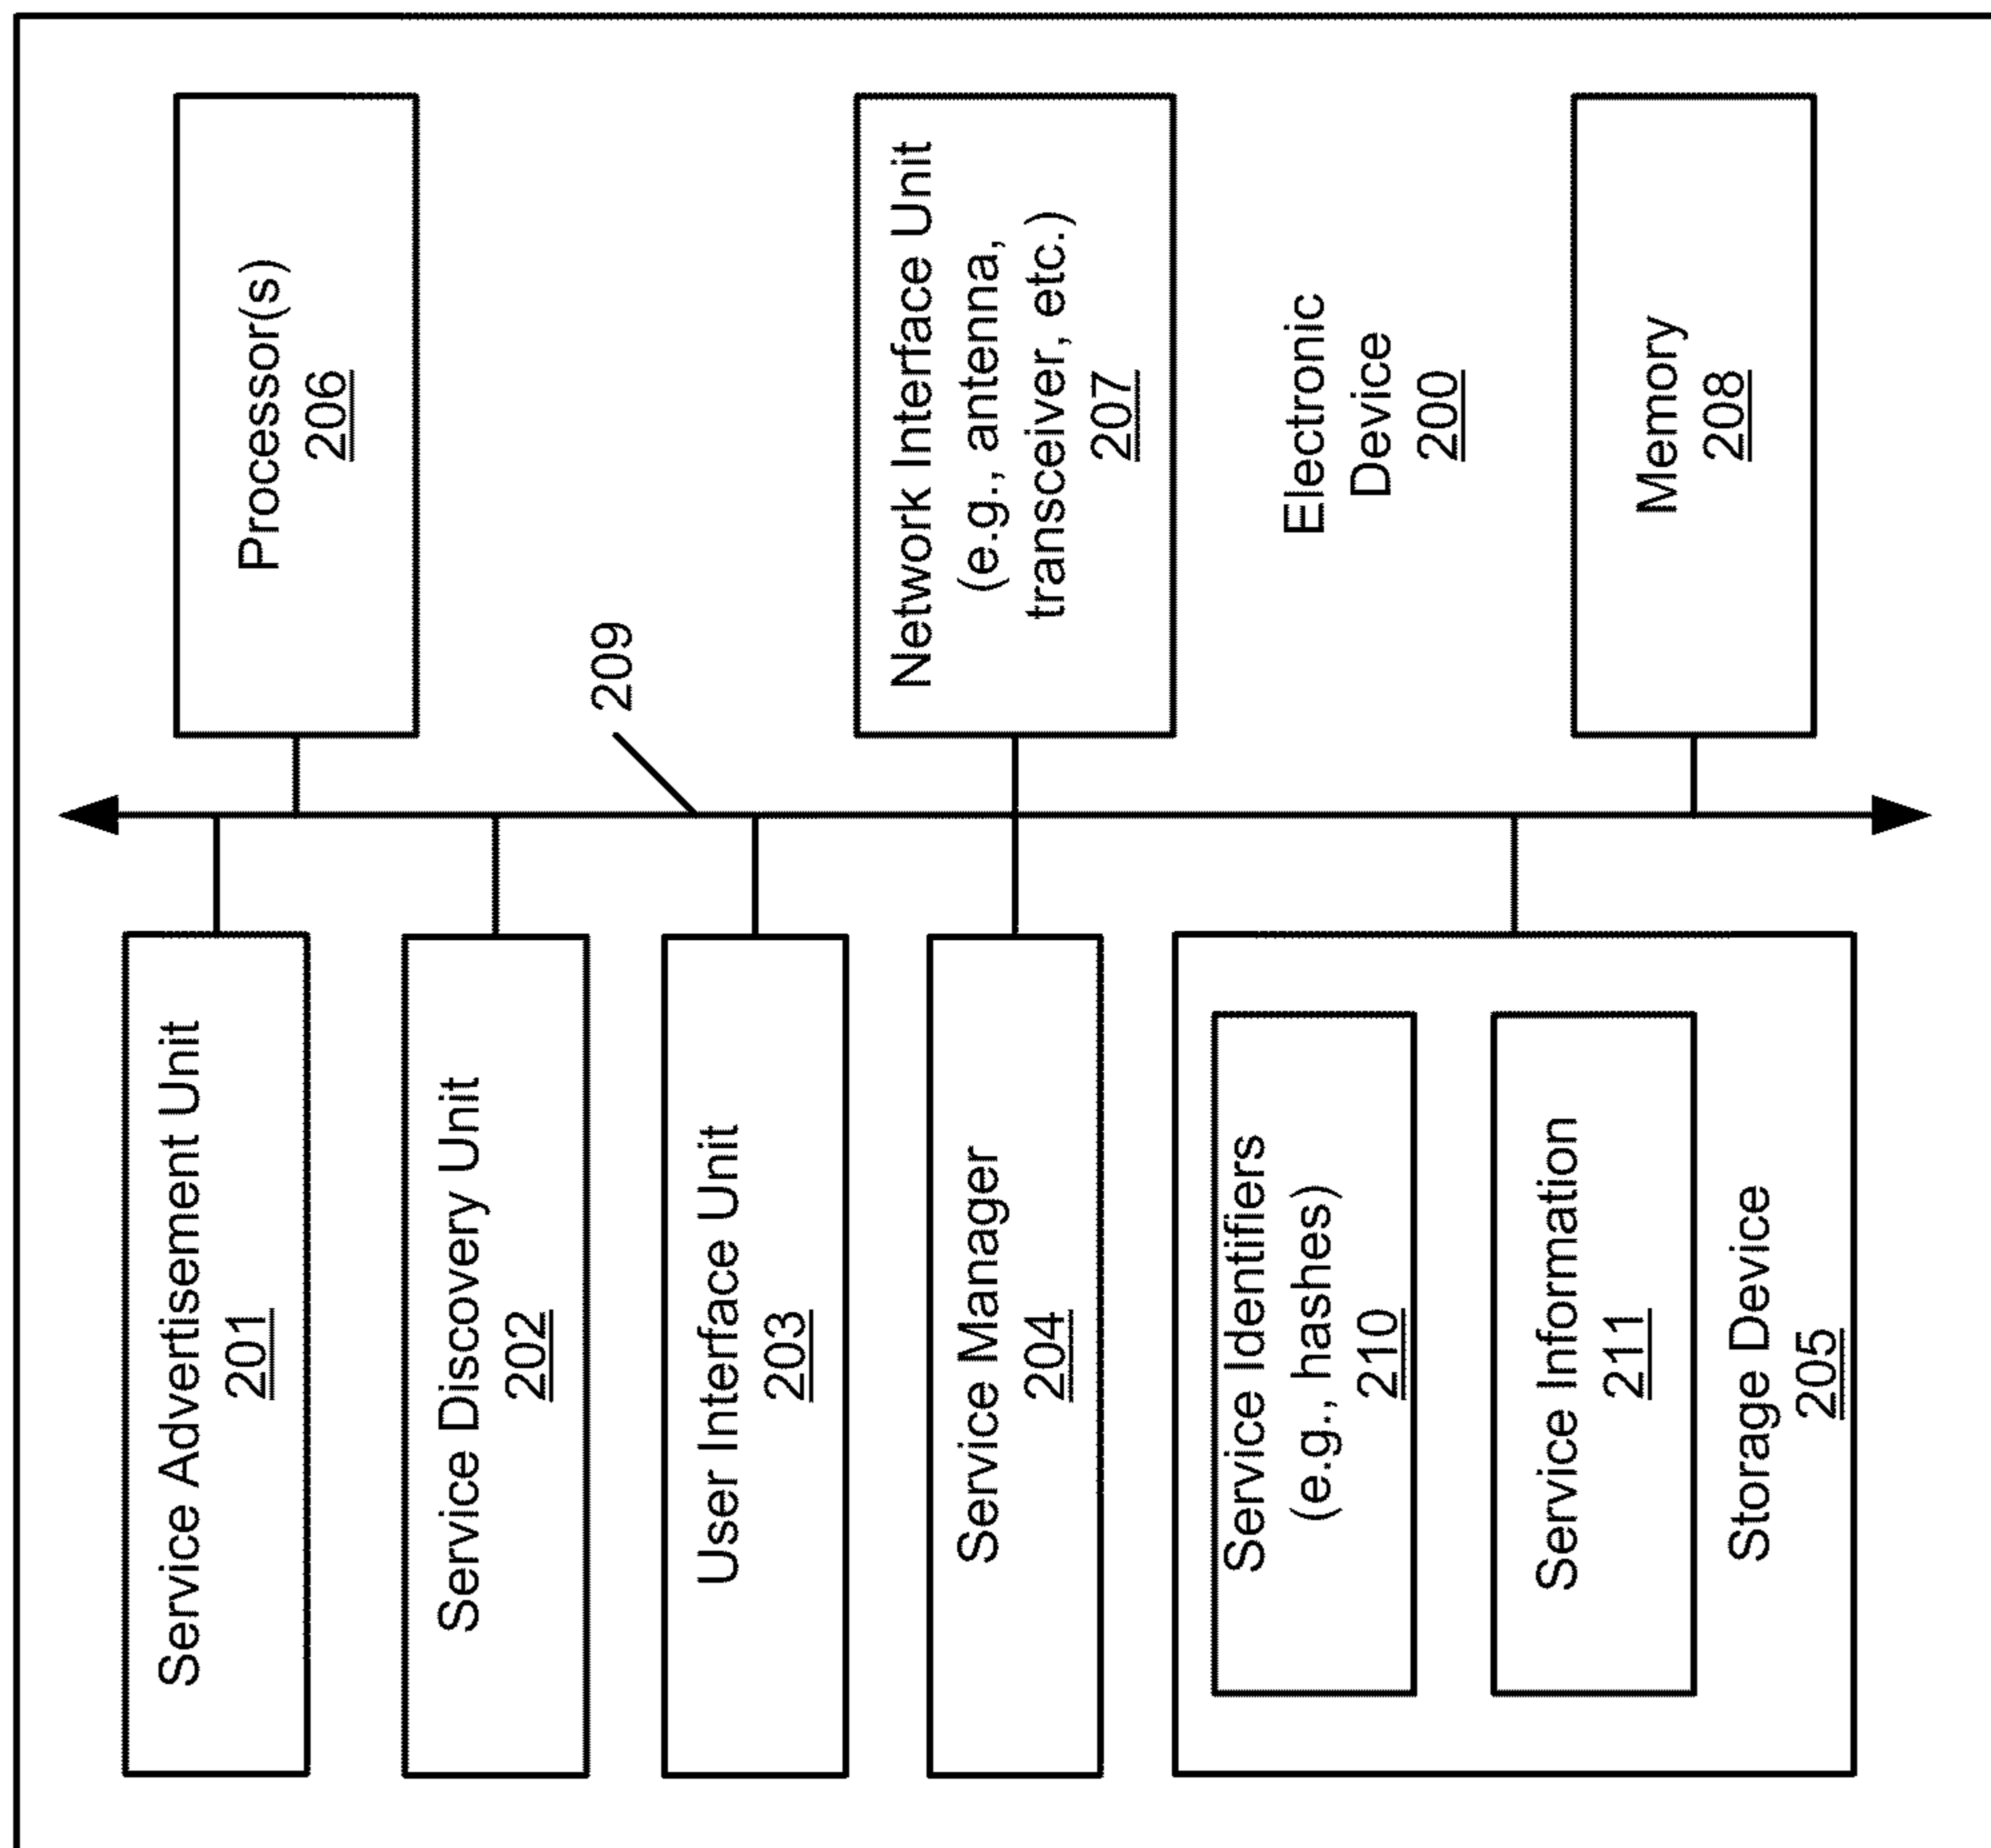 Service Advertisement Unit
201
Service Discovery Unit
202
User Interface Unit
203
Service Manager
204
Service Identifiers
(e.g., hashes)
210
Service Information
211
Storage Device
205
209
Processor(s)
206
Network Interface Unit
(e.g., antenna,
transceiver, etc.)
207
Electronic
Device
200
Memory
208